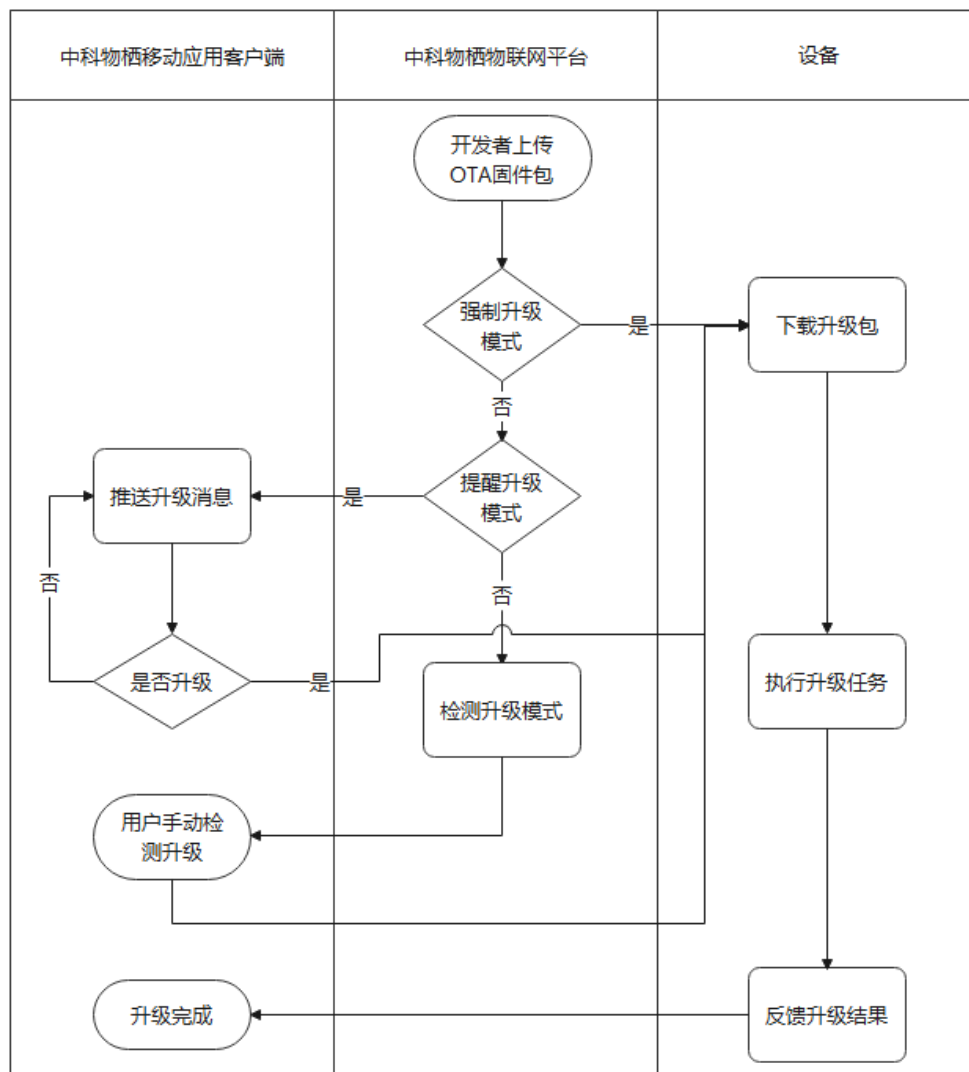 中科物栖移动应用客户端
中科物栖物联网平台
设备
开发者上传
OTA固件包
强制升级
模式
是
下载升级包
否
推送升级消息
是
提醒升级
模式
否
否
是否升级
是
检测升级模式
执行升级任务
用户手动检
测升级
升级完成
反馈升级结果